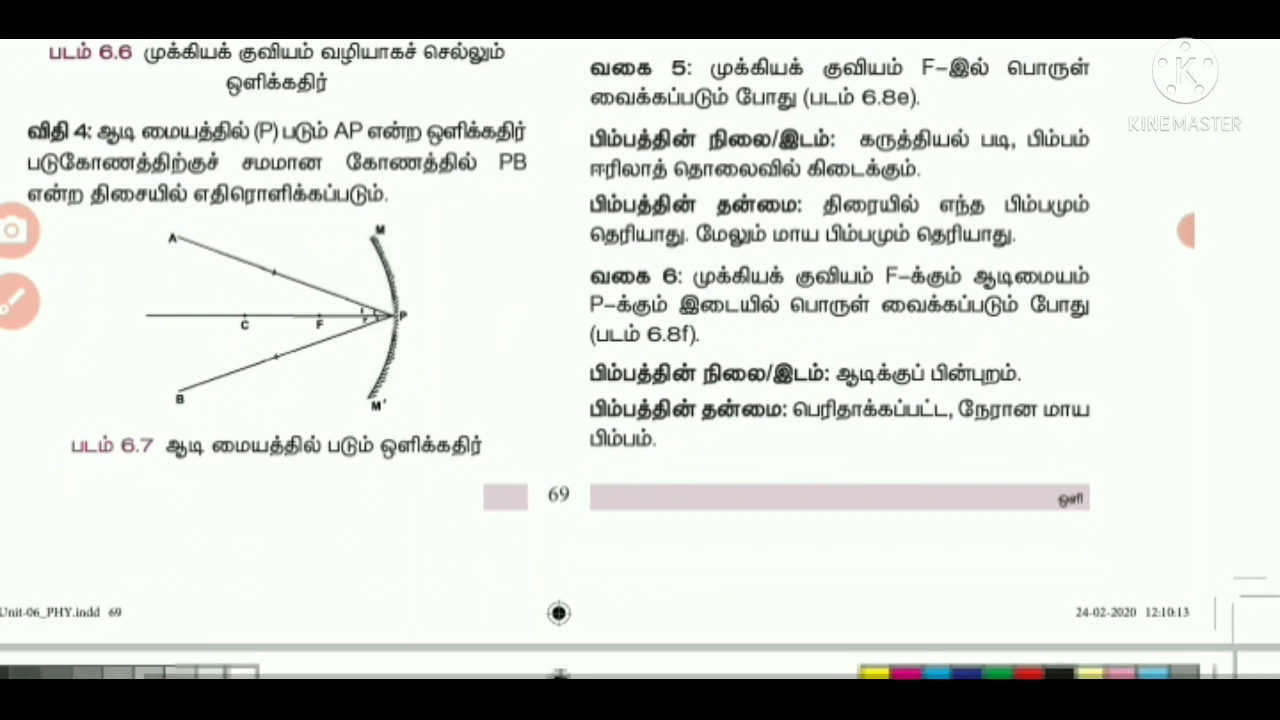 படம் 6.6 முக்கியக் குவியம் வழியாகச் செல்லும்
ஒளிக்கதிர்
விதி 4: ஆடி மையத்தில் (P) படும் AP என்ற ஒளிக்கதிர்
படுகோணத்திற்குச் சமமான கோணத்தில் PB
என்ற திசையில் எதிரொளிக்கப்படும்.
A
M
C
F
i
r
P
B
M'
படம் 6.7 ஆடி மையத்தில் படும் ஒளிக்கதிர்
வகை 5: முக்கியக் குவியம் F-இல் பொருள்
வைக்கப்படும் போது (படம் 6.8e).
பிம்பத்தின் நிலை/இடம்: கருத்தியல் படி, பிம்பம்
ஈரிலாத் தொலைவில் கிடைக்கும்.
பிம்பத்தின் தன்மை: திரையில் எந்த பிம்பமும்
தெரியாது. மேலும் மாய பிம்பமும் தெரியாது.
வகை 6: முக்கியக் குவியம் F-க்கும் ஆடிமையம்
P-க்கும் இடையில் பொருள் வைக்கப்படும் போது
(படம் 6.8f).
பிம்பத்தின் நிலை/இடம்: ஆடிக்குப் பின்புறம்.
பிம்பத்தின் தன்மை: பெரிதாக்கப்பட்ட, நேரான மாய
பிம்பம்.
K
KINEMASTER
69
ஒளி
Unit-06_PHY.indd 69
24-02-2020 12:10:13